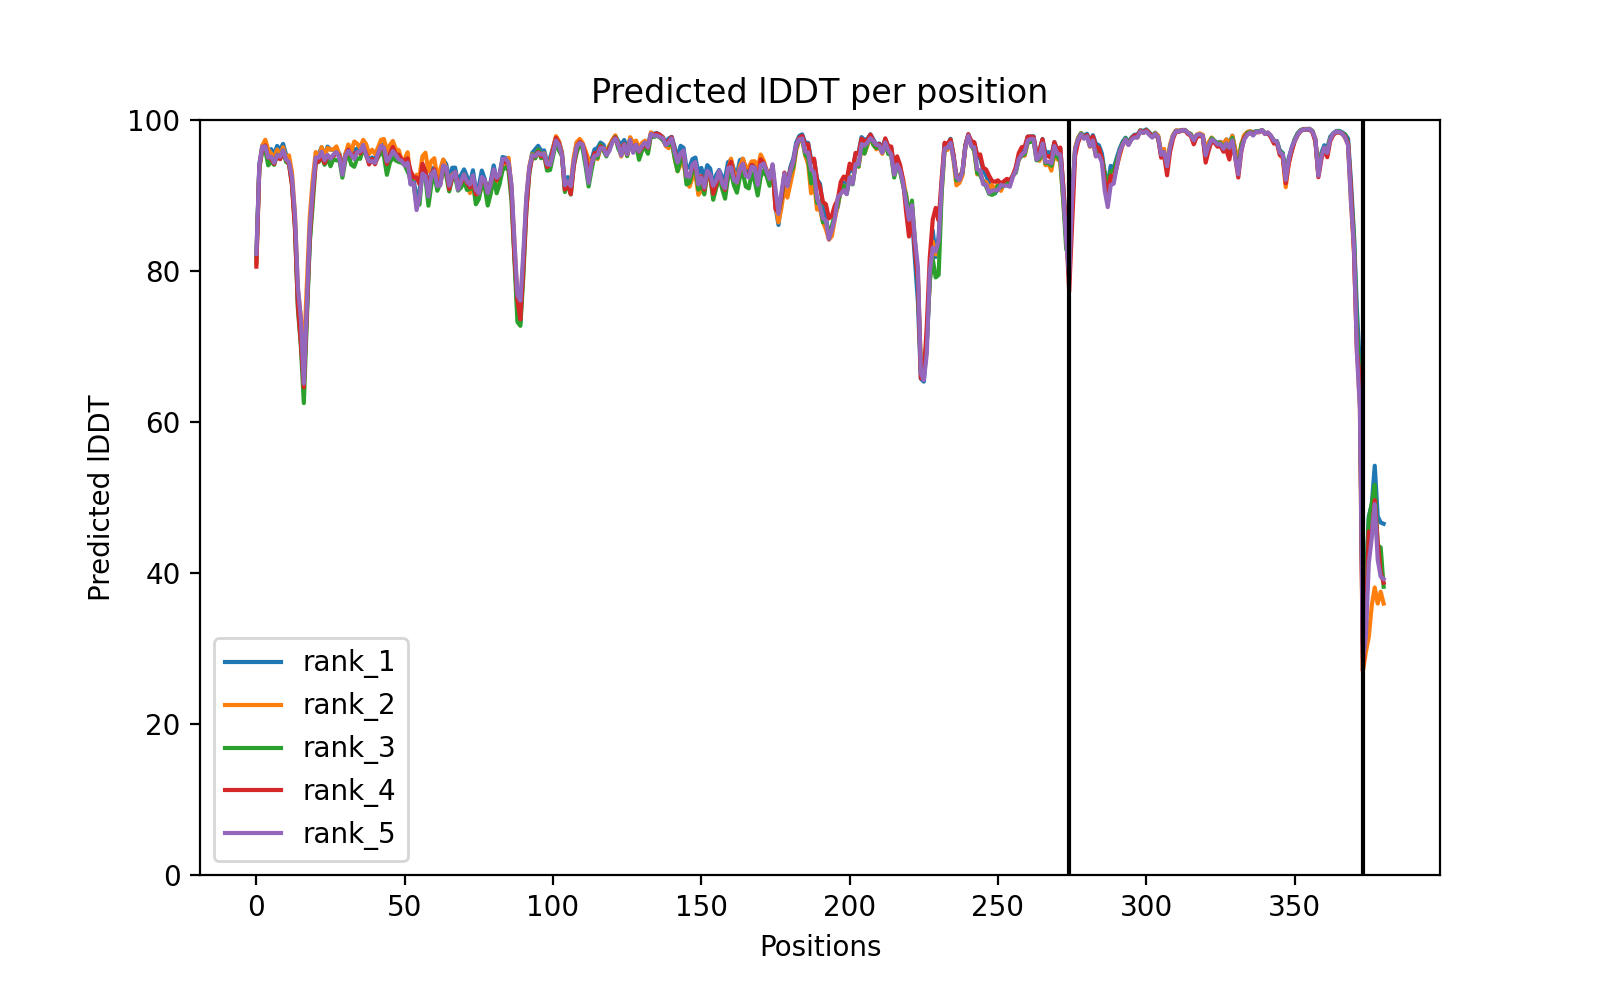 Predicted lDDT per position
100
80
60
40
20
0
Predicted lDDT
rank_1
rank_2
rank_3
rank_4
rank_5
0 50 100 150 200 250 300 350
Positions